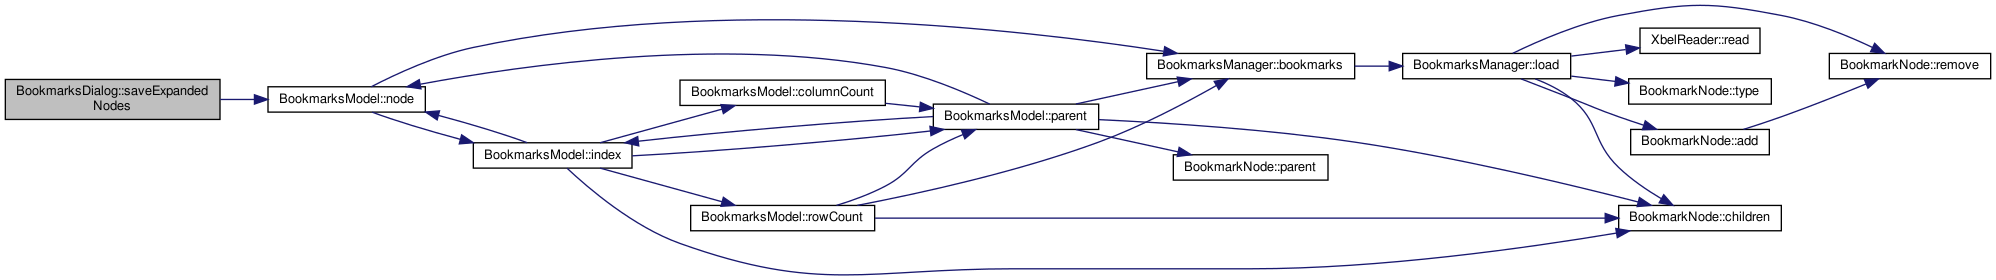 BookmarksDialog::saveExpanded
Nodes
BookmarksModel::node
BookmarksModel::index
BookmarksModel::columnCount
BookmarksModel::rowCount
BookmarksModel::parent
BookmarksManager::bookmarks
BookmarkNode::parent
BookmarksManager::load
XbelReader::read
BookmarkNode::type
BookmarkNode::add
BookmarkNode::children
BookmarkNode::remove